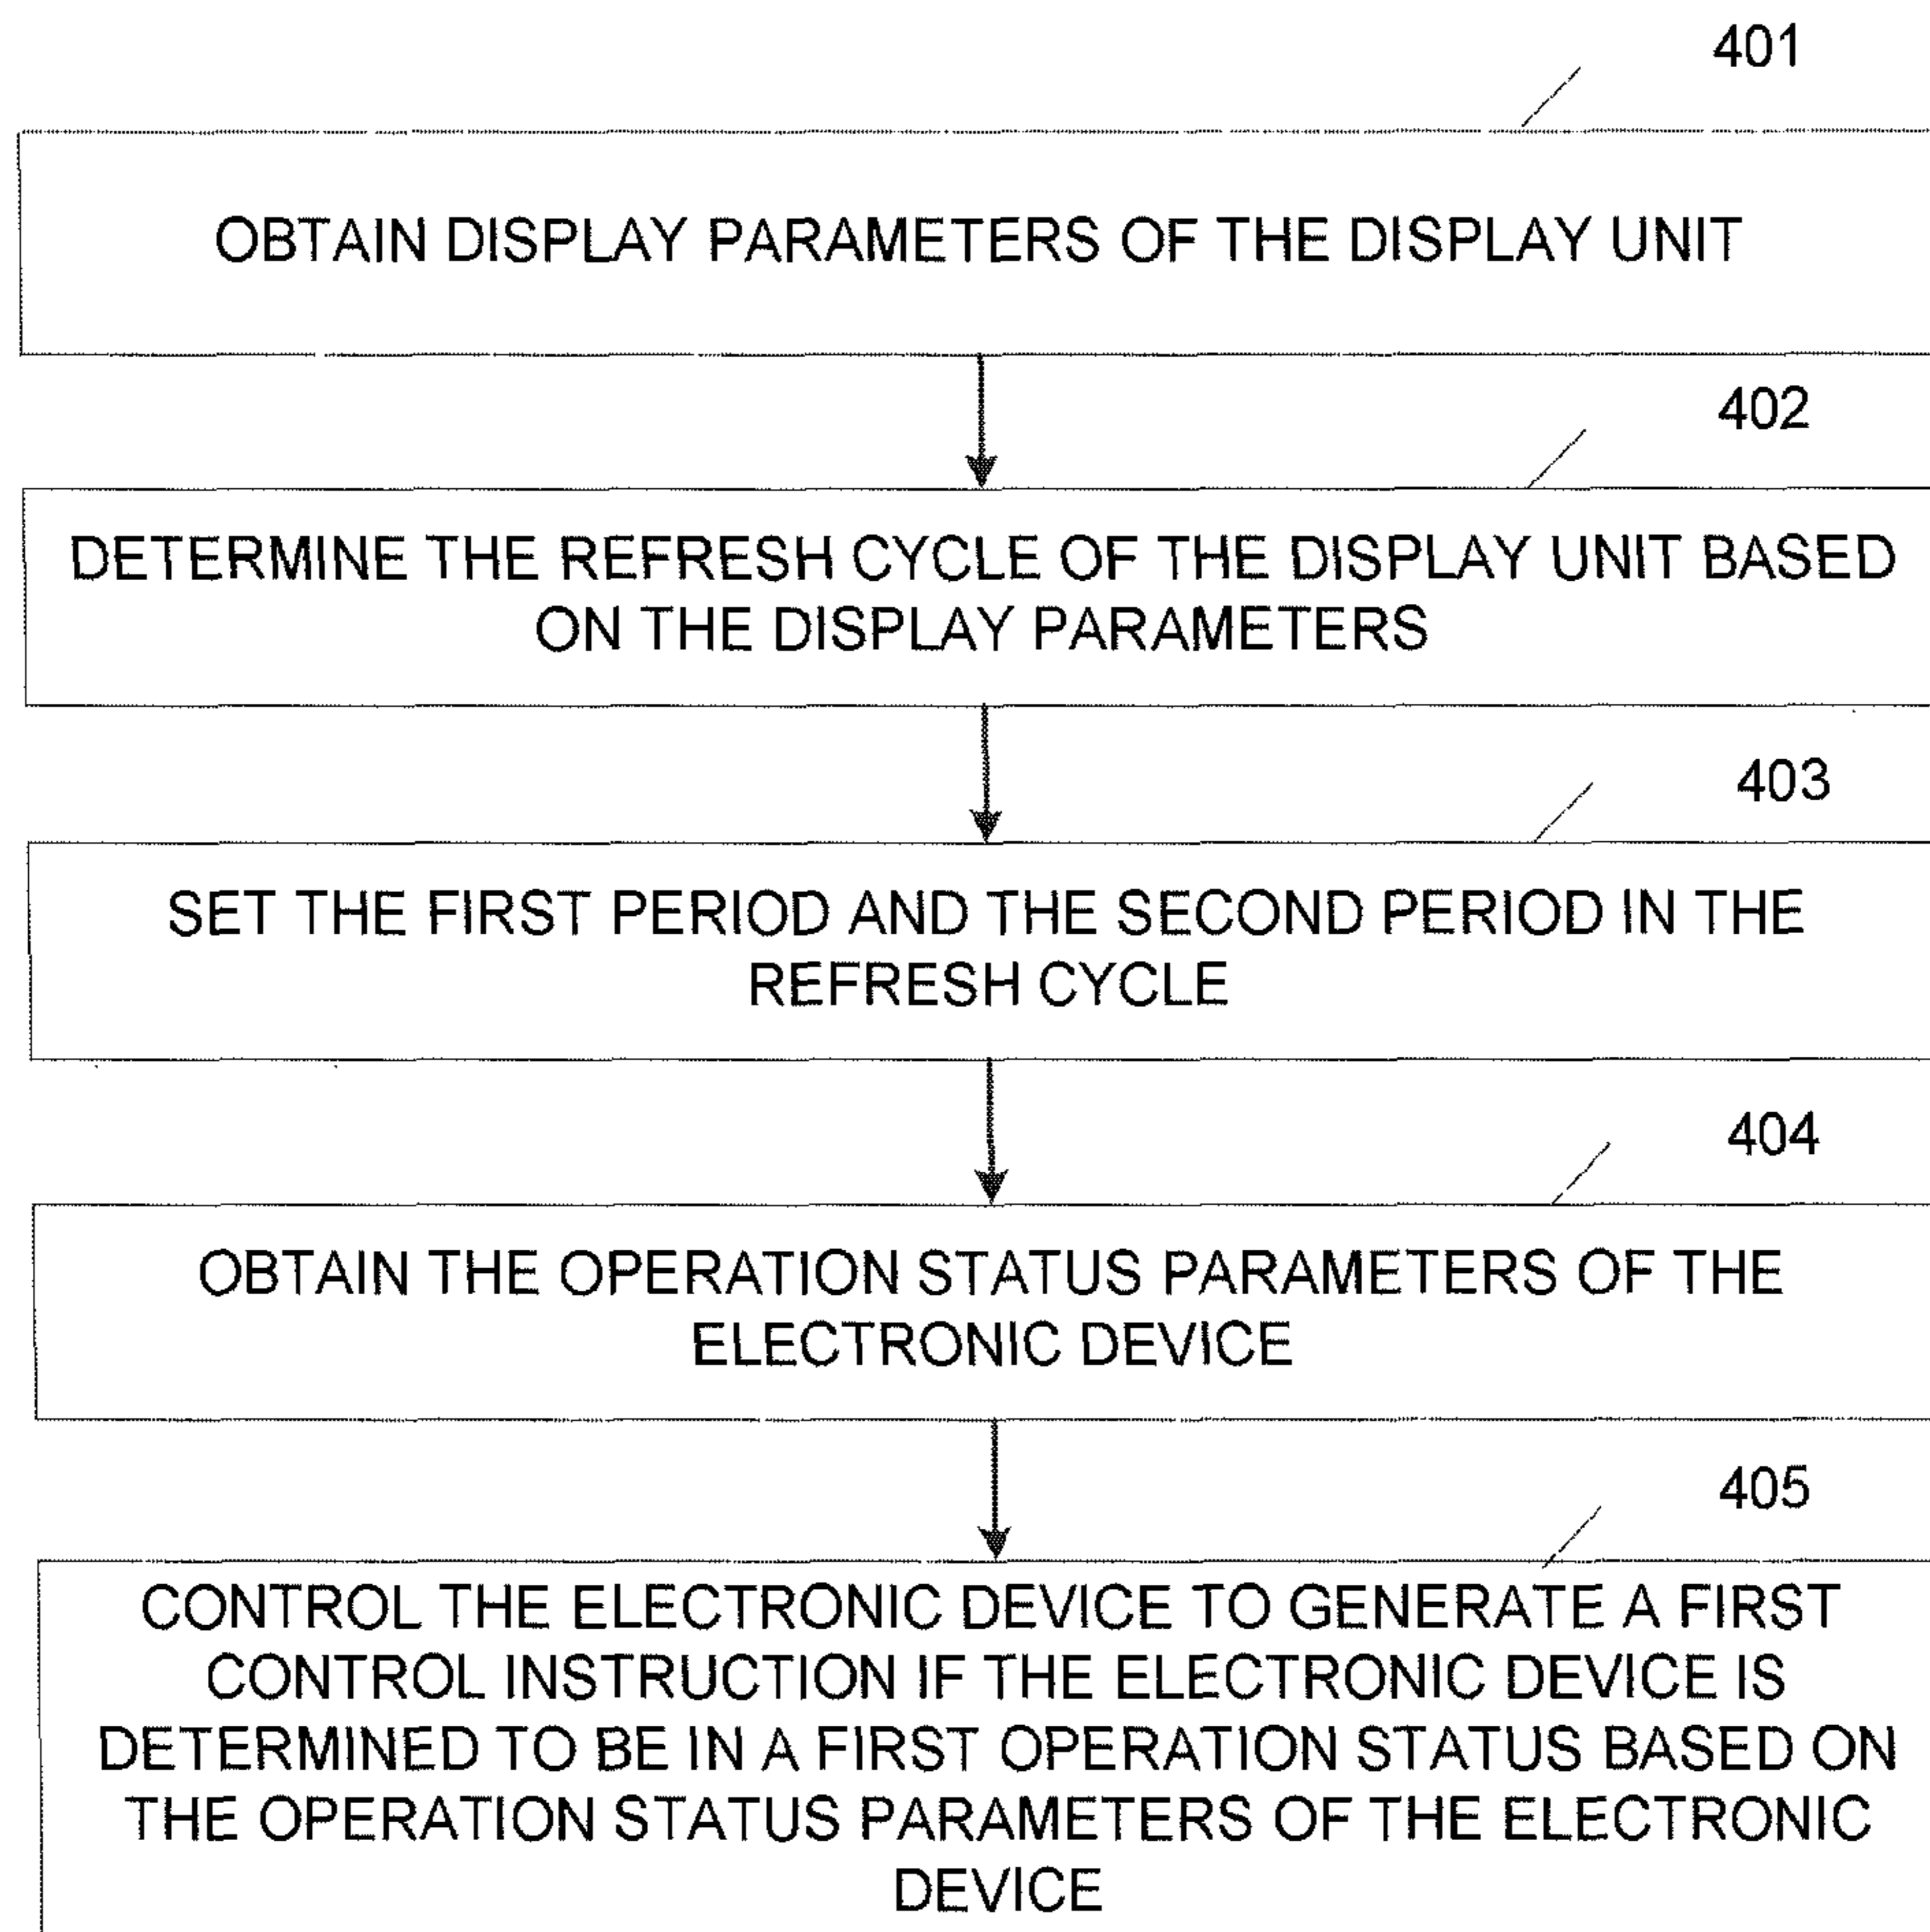 401
OBTAIN DISPLAY PARAMETERS OF THE DISPLAY UNIT
402
DETERMINE THE REFRESH CYCLE OF THE DISPLAY UNIT BASED
ON THE DISPLAY PARAMETERS
403
SET THE FIRST PERIOD AND THE SECOND PERIOD IN THE
REFRESH CYCLE
404
OBTAIN THE OPERATION STATUS PARAMETERS OF THE
ELECTRONIC DEVICE
405
CONTROL THE ELECTRONIC DEVICE TO GENERATE A FIRST
CONTROL INSTRUCTION IF THE ELECTRONIC DEVICE IS
DETERMINED TO BE IN A FIRST OPERATION STATUS BASED ON
THE OPERATION STATUS PARAMETERS OF THE ELECTRONIC
DEVICE